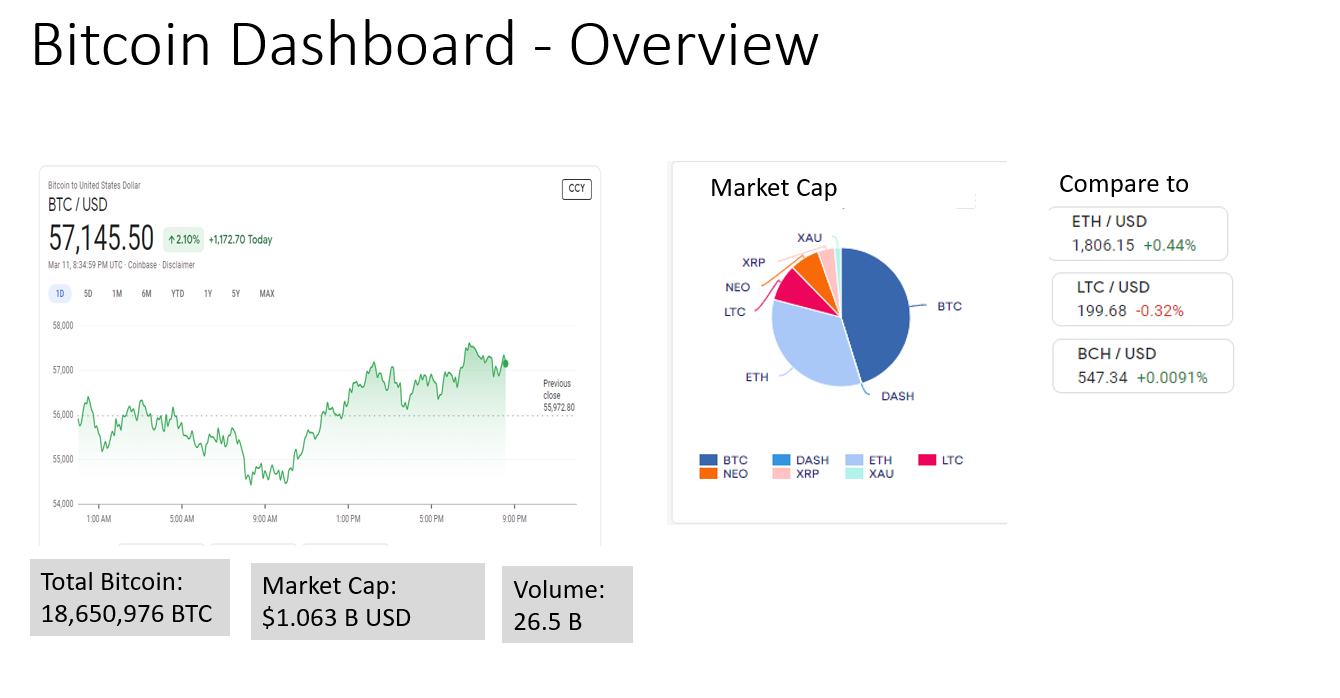 Bitcoin Dashboard - Overview
Bitcoin to United States Dollar
CCY
BTC / USD
57,145.50 ↑2.10% +1,172.70 Today
Mar 11, 8:34:59 PM UTC · Coinbase · Disclaimer
1D 5D 1M 6M YTD 1Y 5Y MAX
58,000
57,000
56,000
55,000
54,000
Previous
close
55,972.80
1:00 AM 5:00 AM 9:00 AM 1:00 PM 5:00 PM 9:00 PM
Total Bitcoin:
18,650,976 BTC
Market Cap:
$1.063 B USD
Volume:
26.5 B
Market Cap
XAU
XRP
NEO
LTC
BTC
ETH
DASH
BTC DASH ETH LTC
NEO XRP XAU
Compare to
ETH / USD
1,806.15 +0.44%
LTC / USD
199.68 -0.32%
BCH / USD
547.34 +0.0091%